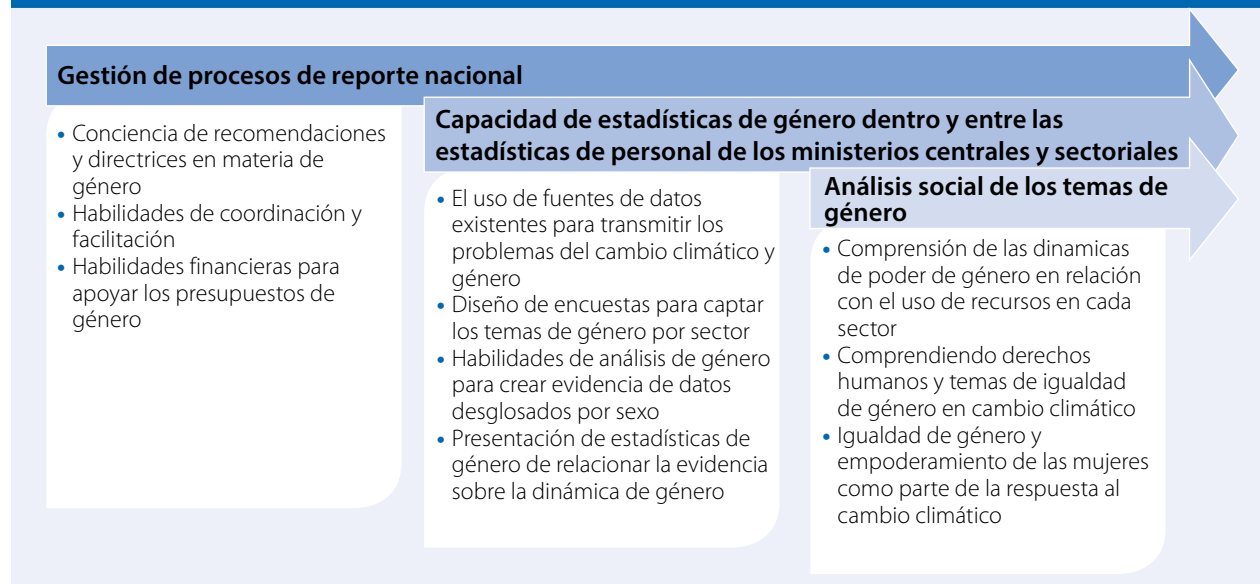 Gestión de procesos de reporte nacional
• Conciencia de recomendaciones
y directrices en materia de
género
• Habilidades de coordinación y
facilitación
• Habilidades financieras para
apoyar los presupuestos de
género
Capacidad de estadísticas de género dentro y entre las
estadísticas de personal de los ministerios centrales y sectoriales
• El uso de fuentes de datos
existentes para transmitir los
problemas del cambio climático y
género
• Diseño de encuestas para captar
los temas de género por sector
• Habilidades de análisis de género
para crear evidencia de datos
desglosados por sexo
• Presentación de estadísticas de
género de relacionar la evidencia
sobre la dinámica de género
Análisis social de los temas de
género
• Comprensión de las dinamicas
de poder de género en relación
con el uso de recursos en cada
sector
• Comprendiendo derechos
humanos y temas de igualdad
de género en cambio climático
• Igualdad de género y
empoderamiento de las mujeres
como parte de la respuesta al
cambio climático